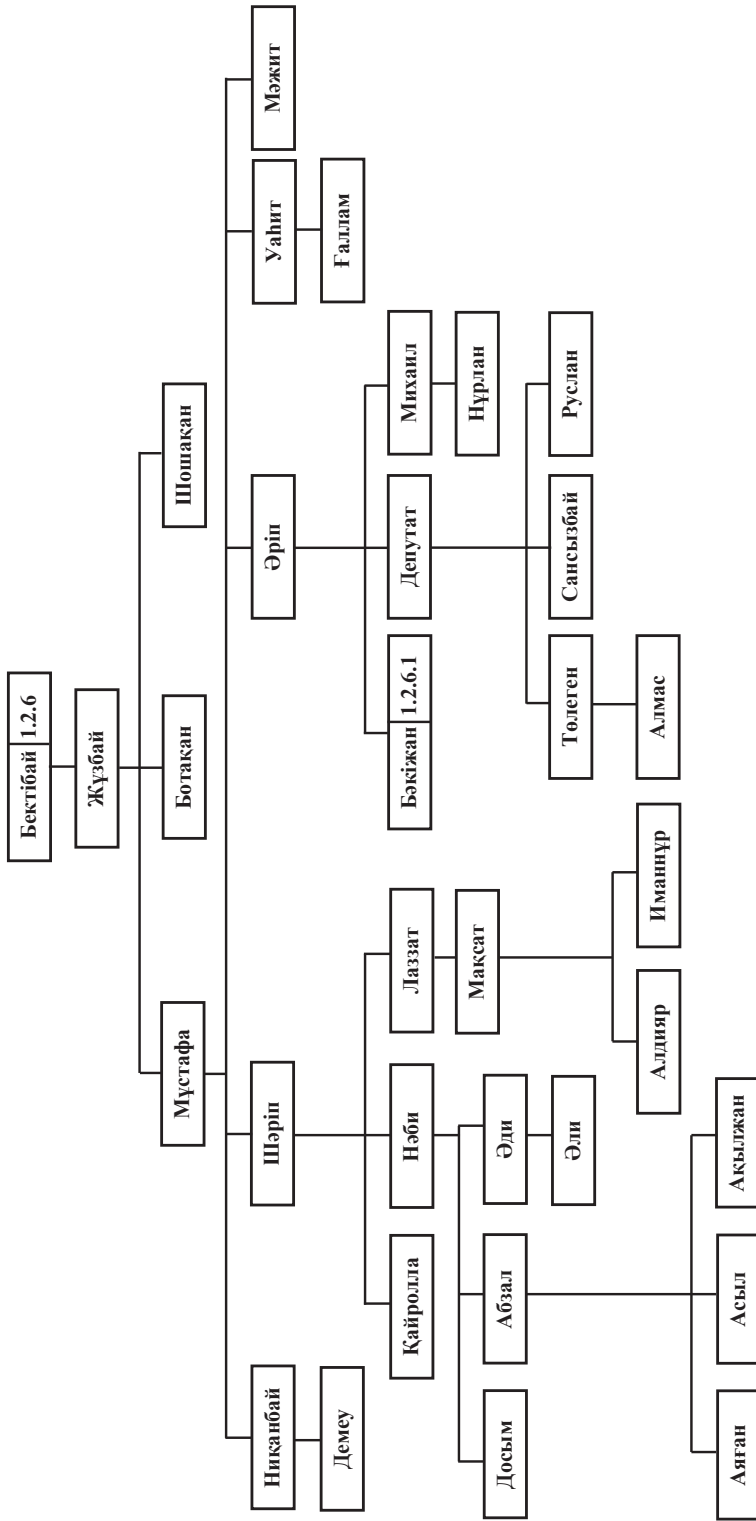 Бектібай 1.2.6
Жүзбай
Мұстафа
Ботақан
Шошақан
Ниқанбай
Шәріп
Әріп
Уаһит
Мәжит
Демеу
Ғаллам
Қайролла
Нәби
Лаззат
Бәкіжан 1.2.6.1
Депутат
Михаил
Мақсат
Нұрлан
Досым
Абзал
Әди
Әли
Төлеген
Сансызбай
Руслан
Алдияр
Иманнұр
Алмас
Аяған
Асыл
Ақылжан